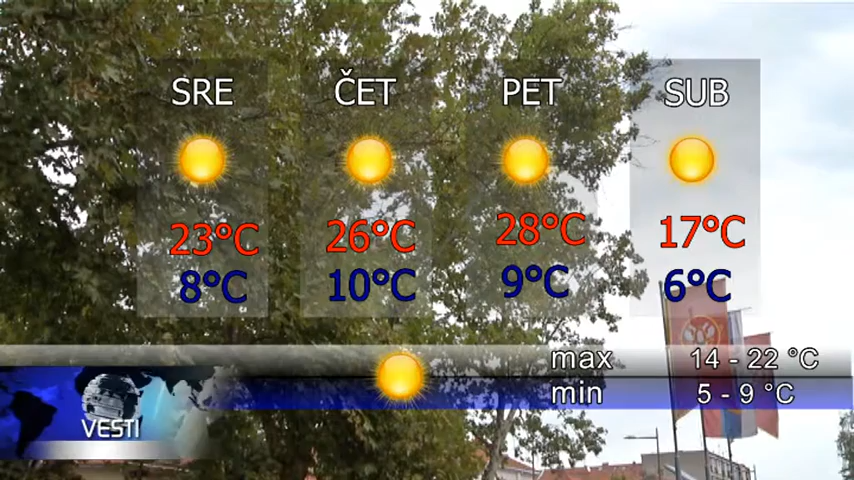 SRE ČET PET SUB
23°C 26°C 28°C 17°C
8°C 10°C 9°C 6°C
max 14 - 22 °C
min 5 - 9 °C
VESTI